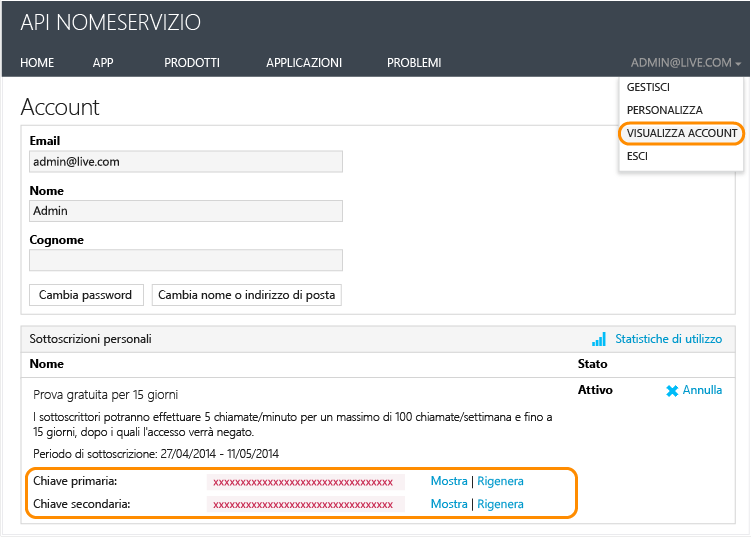 API NOMESERVIZIO
HOME APP PRODOTTI APPLICAZIONI PROBLEMI ADMIN@LIVE.COM
GESTISCI
PERSONALIZZA
VISUALIZZA ACCOUNT
ESCI
Account
Email
admin@live.com
Nome
Admin
Cognome
Cambia password Cambia nome o indirizzo di posta
Sottoscrizioni personali Statistiche di utilizzo
Nome Stato
Prova gratuita per 15 giorni Attivo Annulla
I sottoscrittori potranno effettuare 5 chiamate/minuto per un massimo di 100 chiamate/settimana e fino a
15 giorni, dopo i quali l'accesso verrà negato.
Periodo di sottoscrizione: 27/04/2014 - 11/05/2014
Chiave primaria: xxxxxxxxxxxxxxxxxxxxxxxxxxxxxxxx Mostra | Rigenera
Chiave secondaria: xxxxxxxxxxxxxxxxxxxxxxxxxxxxxxxx Mostra | Rigenera